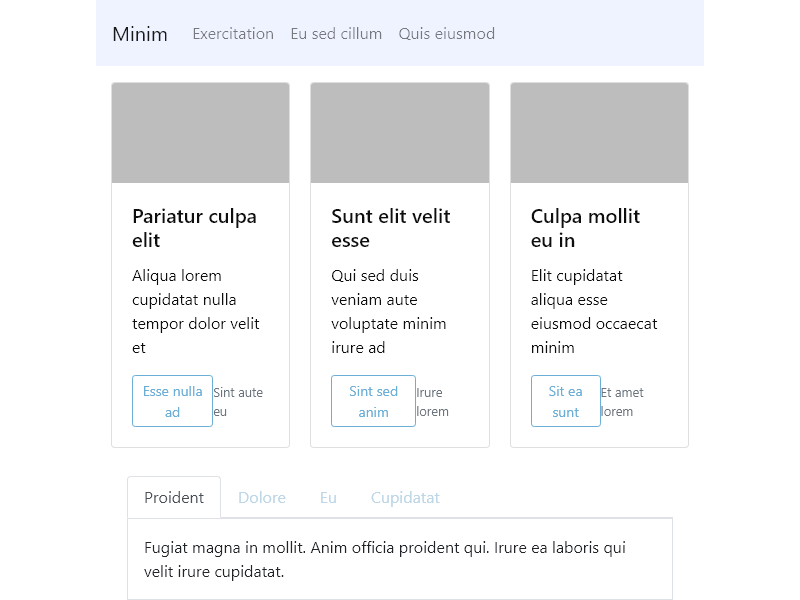 Minim Exercitation Eu sed cillum Quis eiusmod
Pariatur culpa
elit
Aliqua lorem
cupidatat nulla
tempor dolor velit
et
Esse nulla
ad
Sint aute
eu
Sunt elit velit
esse
Qui sed duis
veniam aute
voluptate minim
irure ad
Sint sed
anim
Irure
lorem
Culpa mollit
eu in
Elit cupidatat
aliqua esse
eiusmod occaecat
minim
Sit ea
sunt
Et amet
lorem
Proident Dolore Eu Cupidatat
Fugiat magna in mollit. Anim officia proident qui. Irure ea laboris qui
velit irure cupidatat.